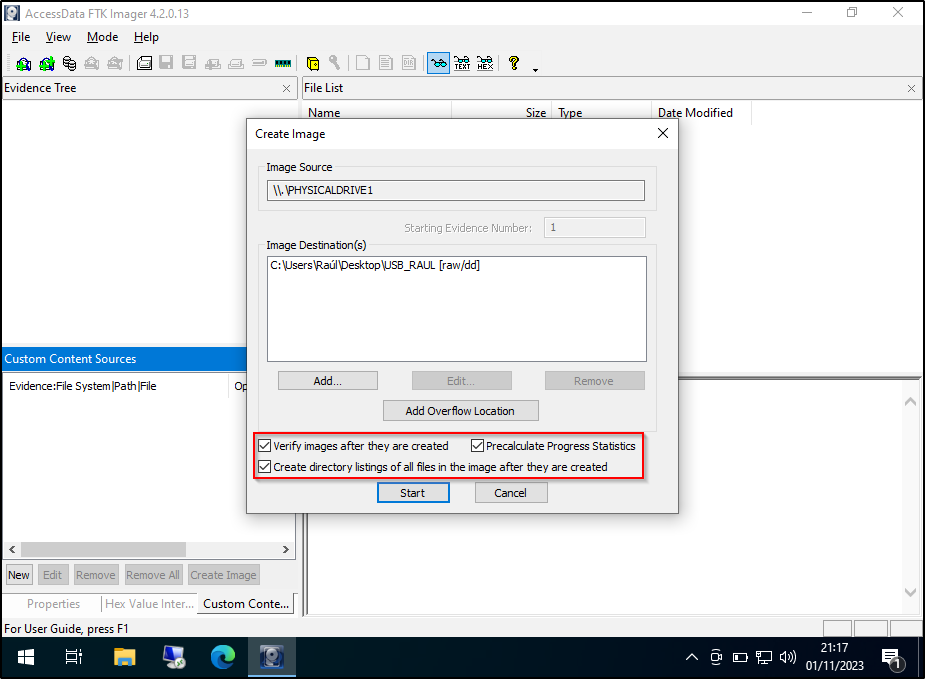 AccessData FTK Imager 4.2.0.13
File View Mode Help
TEXT HEX
Evidence Tree
File List
Name Size Type Date Modified
Create Image
Image Source
\\.\PHYSICALDRIVE1
Starting Evidence Number: 1
Image Destination(s)
C:\Users\Raúl\Desktop\USB_RAUL [raw/dd]
Add... Edit... Remove
Add Overflow Location
Verify images after they are created Precalculate Progress Statistics
Create directory listings of all files in the image after they are created
Start Cancel
Custom Content Sources
Evidence:File System|Path|File Op
New Edit Remove Remove All Create Image
Properties Hex Value Inter... Custom Conte...
For User Guide, press F1
21:17
01/11/2023
1